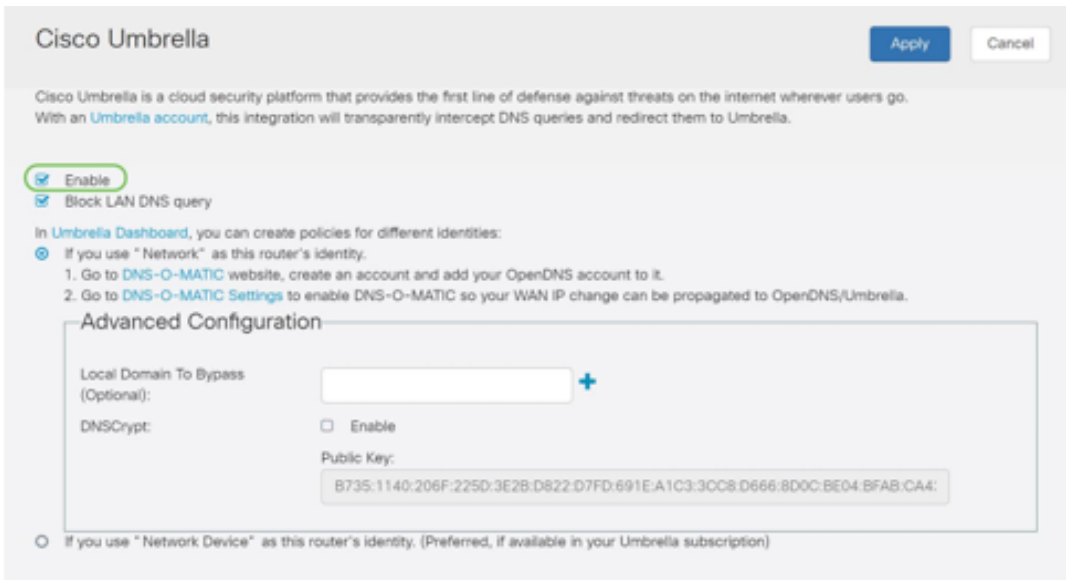 Cisco Umbrella
Apply
Cancel
Cisco Umbrella is a cloud security platform that provides the first line of defense against threats on the internet wherever users go.
With an Umbrella account, this integration will transparently intercept DNS queries and redirect them to Umbrella.
Enable
Block LAN DNS query
In Umbrella Dashboard, you can create policies for different identities:
If you use "Network" as this router's identity.
1. Go to DNS-O-MATIC website, create an account and add your OpenDNS account to it.
2. Go to DNS-O-MATIC Settings to enable DNS-O-MATIC so your WAN IP change can be propagated to OpenDNS/Umbrella.
Advanced Configuration
Local Domain To Bypass
(Optional):
DNSCrypt:
Enable
Public Key:
B735:1140:206F:225D:3E2B:D822:D7FD:691E:A1C3:3CC8:D666:8D0C:BE04:BFAB:CA4
If you use "Network Device" as this router's identity. (Preferred, if available in your Umbrella subscription)